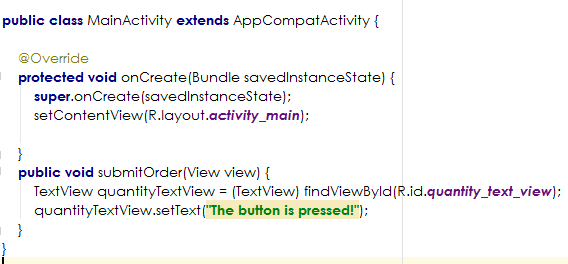 public class MainActivity extends AppCompatActivity {
@Override
protected void onCreate(Bundle savedInstanceState) {
super.onCreate(savedInstanceState);
setContentView(R.layout.activity_main);
}
public void submitOrder(View view) {
TextView quantityTextView = (TextView) findViewById(R.id.quantity_text_view);
quantityTextView.setText("The button is pressed!");
}
}